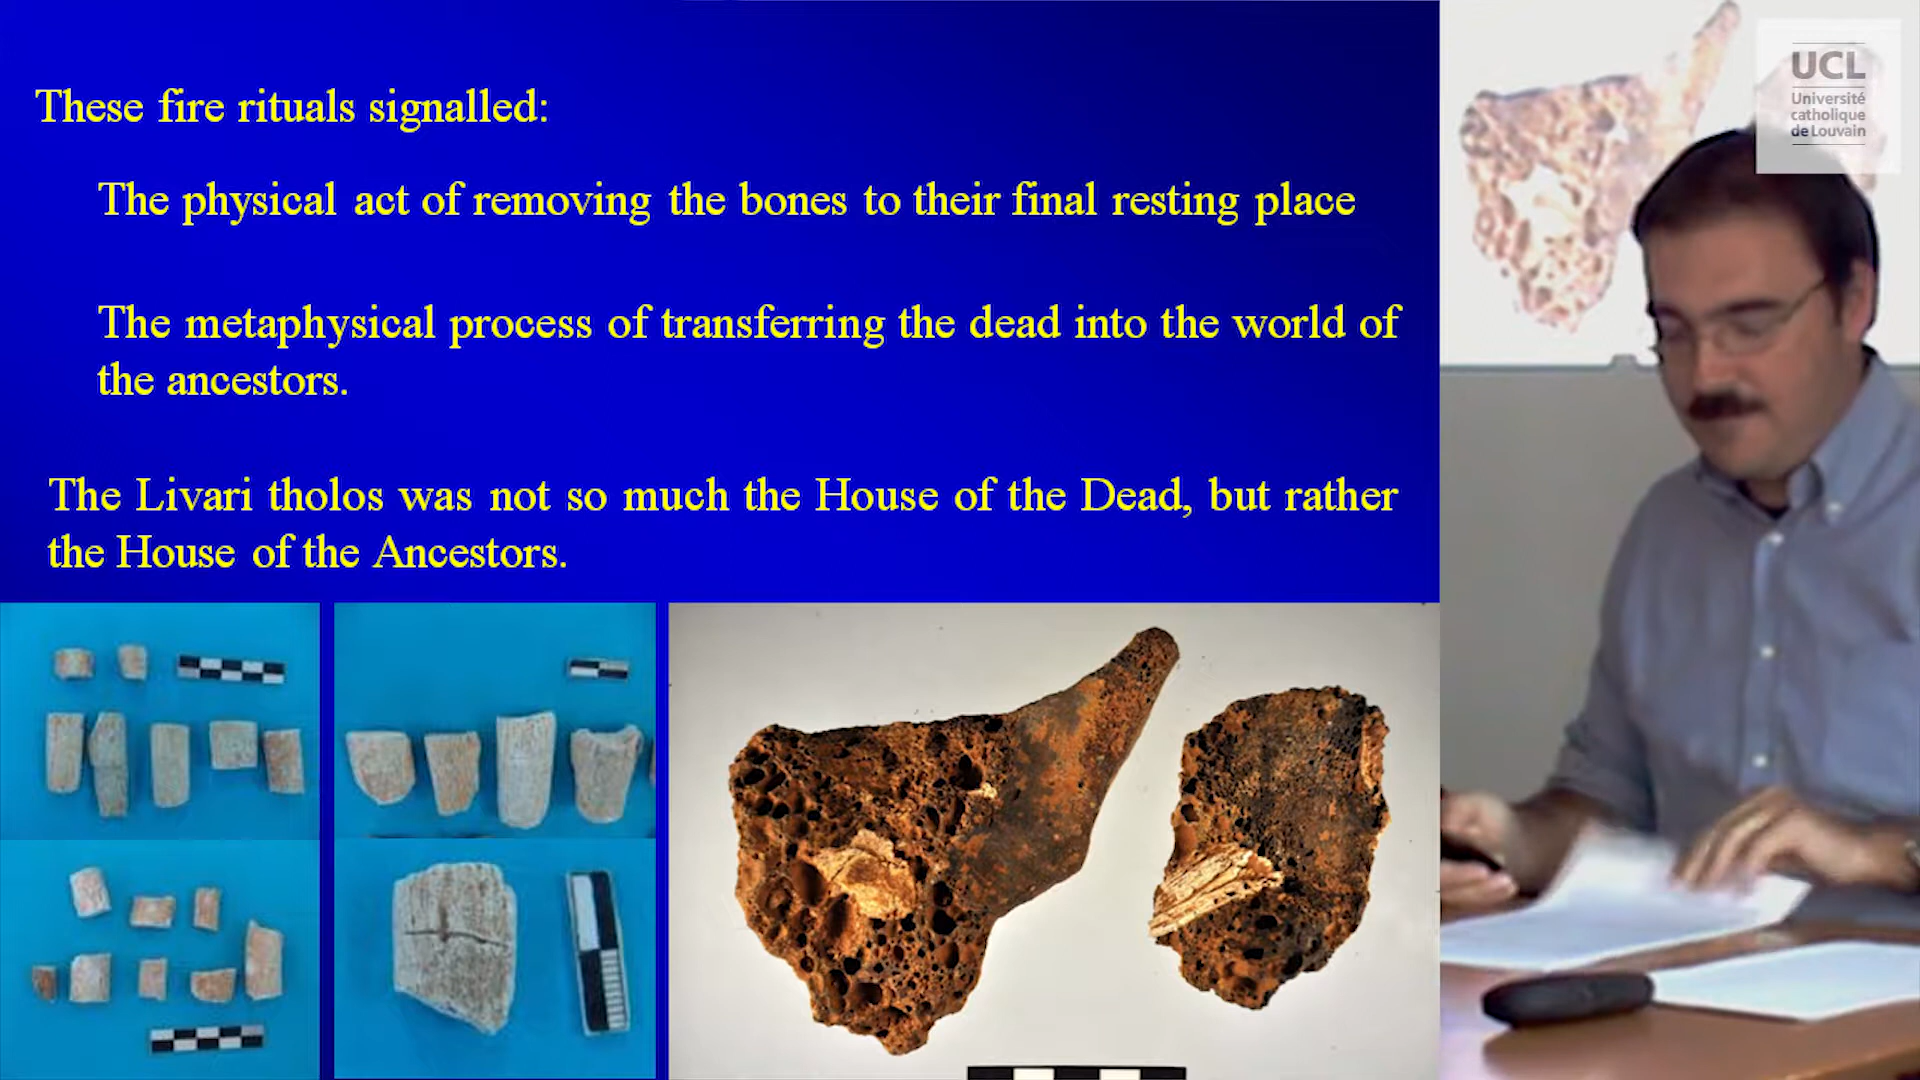 These fire rituals signalled:
The physical act of removing the bones to their final resting place
The metaphysical process of transferring the dead into the world of
the ancestors.
The Livari tholos was not so much the House of the Dead, but rather
the House of the Ancestors.
UCL
Université
catholique
de Louvain